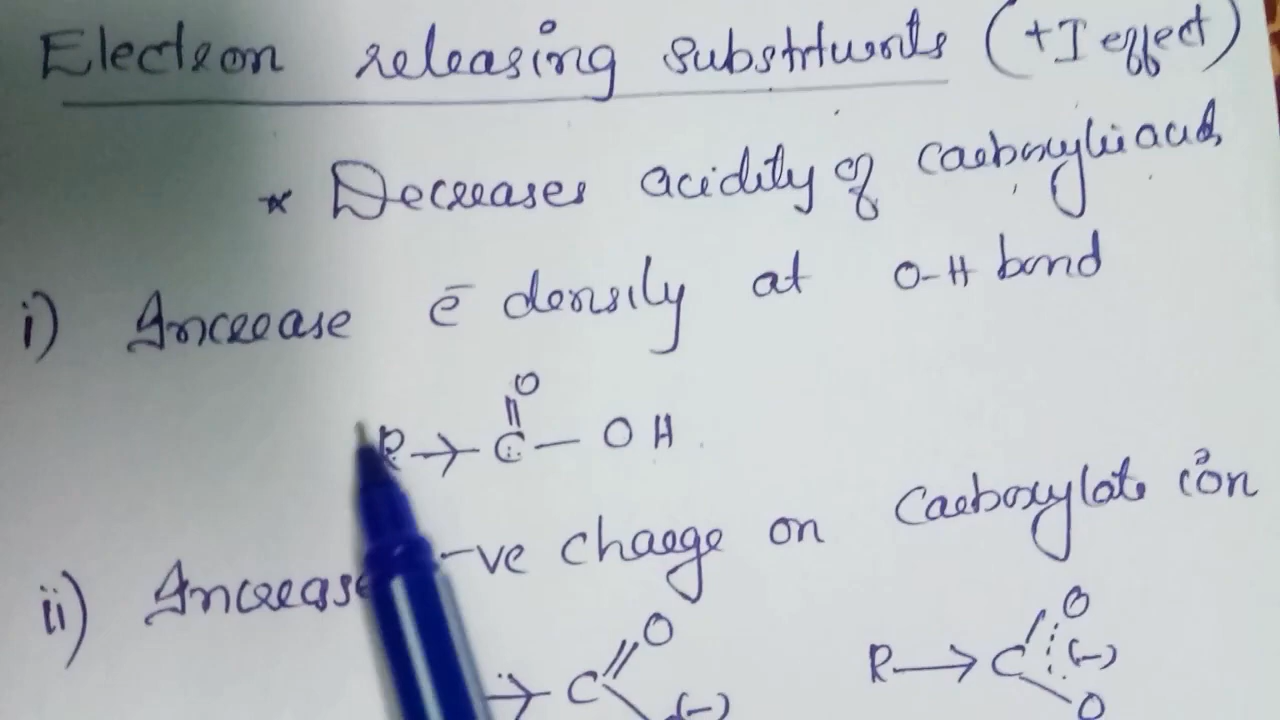 Electron releasing substituents (+I effect)
* Decreases acidity of carboxylic acid
i) Increase ē density at O-H bond
O
R → C – OH
ii) Increase -ve charge on Carboxylate ion
O O
→ C R → C (-)
(-) O